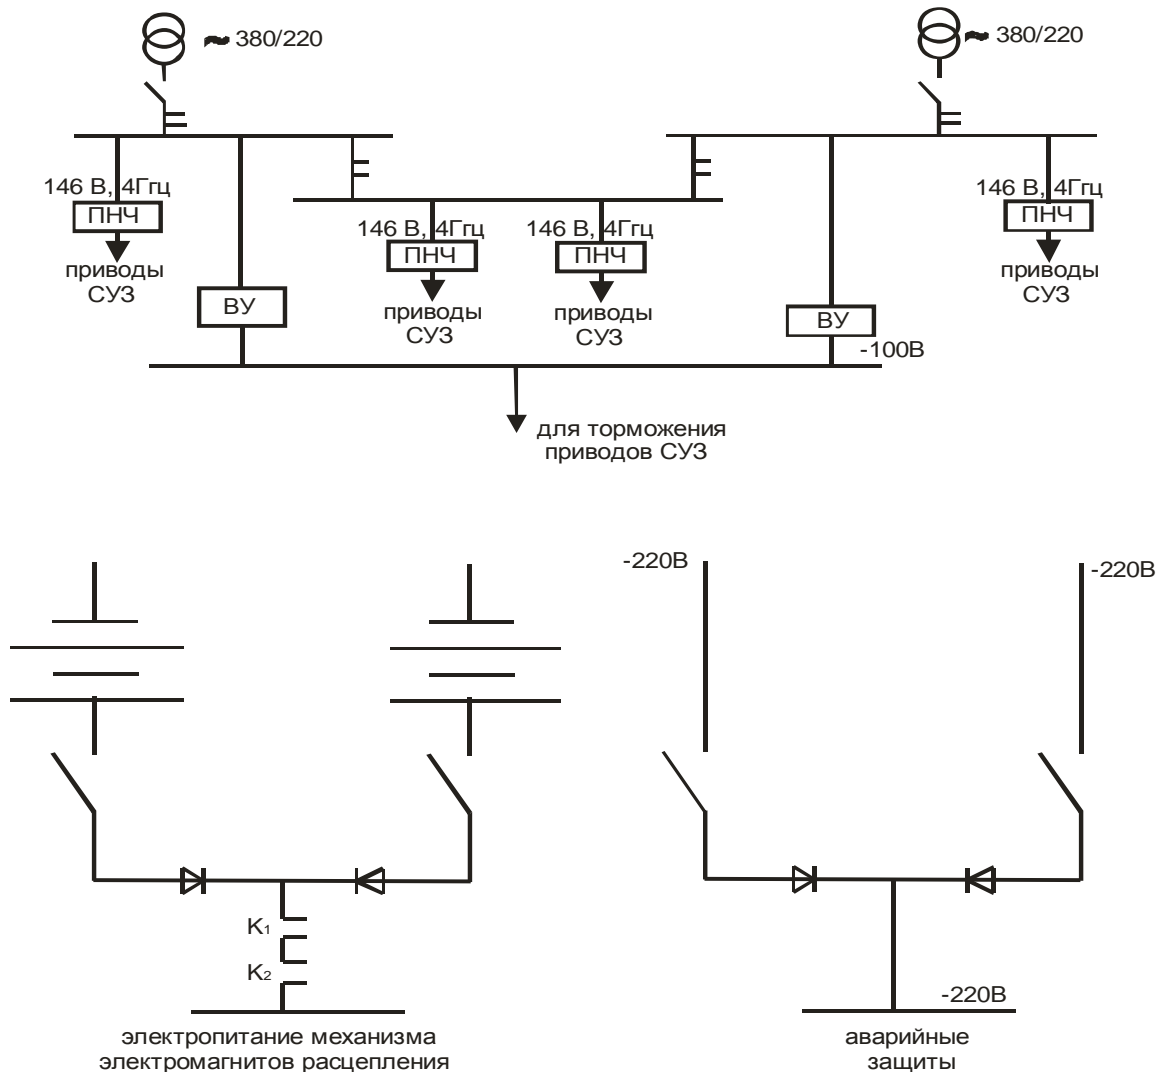 380/220
380/220
146 В, 4Ггц
ПНЧ
приводы
СУЗ
ВУ
146 В, 4Ггц
ПНЧ
приводы
СУЗ
146 В, 4Ггц
ПНЧ
приводы
СУЗ
ВУ
-100В
146 В, 4Ггц
ПНЧ
приводы
СУЗ
для торможения
приводов СУЗ
К₁
К₂
электропитание механизма
электромагнитов расцепления
-220В
-220В
-220В
аварийные
защиты